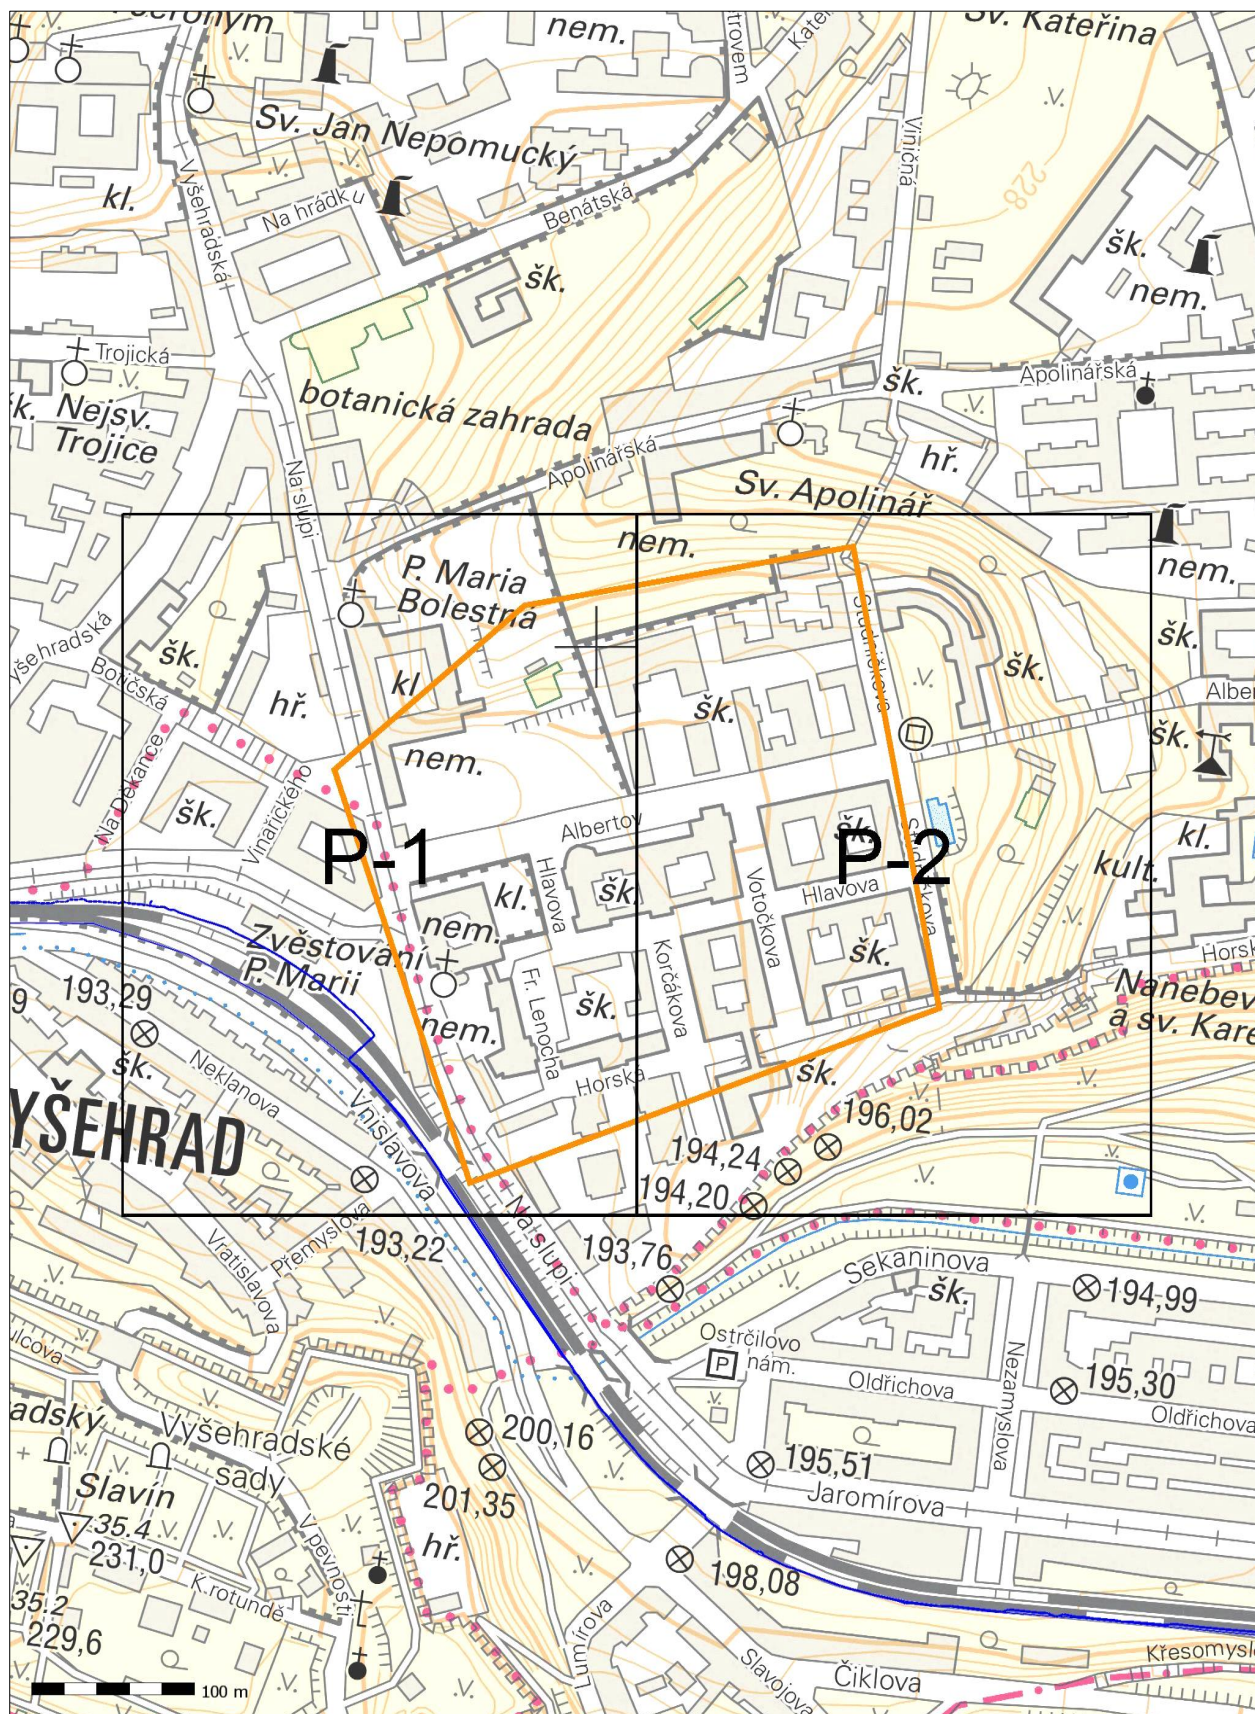 nem.
Sv. Kateřina
Sv. Jan Nepomucký
kl.
Vyšehradská
Na hrádku
Benátská
Viničná
228
šk.
nem.
šk.
Trojická
Apolinářská
šk.
Nejsv.
Trojice
botanická zahrada
šk.
hř.
Na slupi
Apolinářská
Sv. Apolinář
nem.
P. Maria
Bolestná
nem.
Studničkova
šk.
šk.
šk.
Botičská
hř.
kl.
šk.
šk.
nem.
Na Děkance
šk.
Vinařického
Albertov
P-1
šk.
P-2
kl.
kult.
Hlavova
kl.
šk.
Votočkova
Hlavova
Studničkova
nem.
Zvěstování
P. Marii
Korčákova
šk.
Horská
193,29
Fr. Lenocha
šk.
nem.
šk.
Neklanova
Horská
šk.
196,02
VYŠEHRAD
Vnislavova
194,24
194,20
Přemyslova
193,22
Na slupi
193,76
Vratislavova
Sekaninova
šk.
194,99
Ostrčilovo
nám.
P
Oldřichova
Nezamyslova
195,30
Oldřichova
Vyšehradské
sady
200,16
201,35
195,51
Jaromírova
Slavín
35.4
231,0
V pevnosti
hř.
K rotundě
198,08
35.2
229,6
Lumírova
Slavojova
Čiklova
100 m